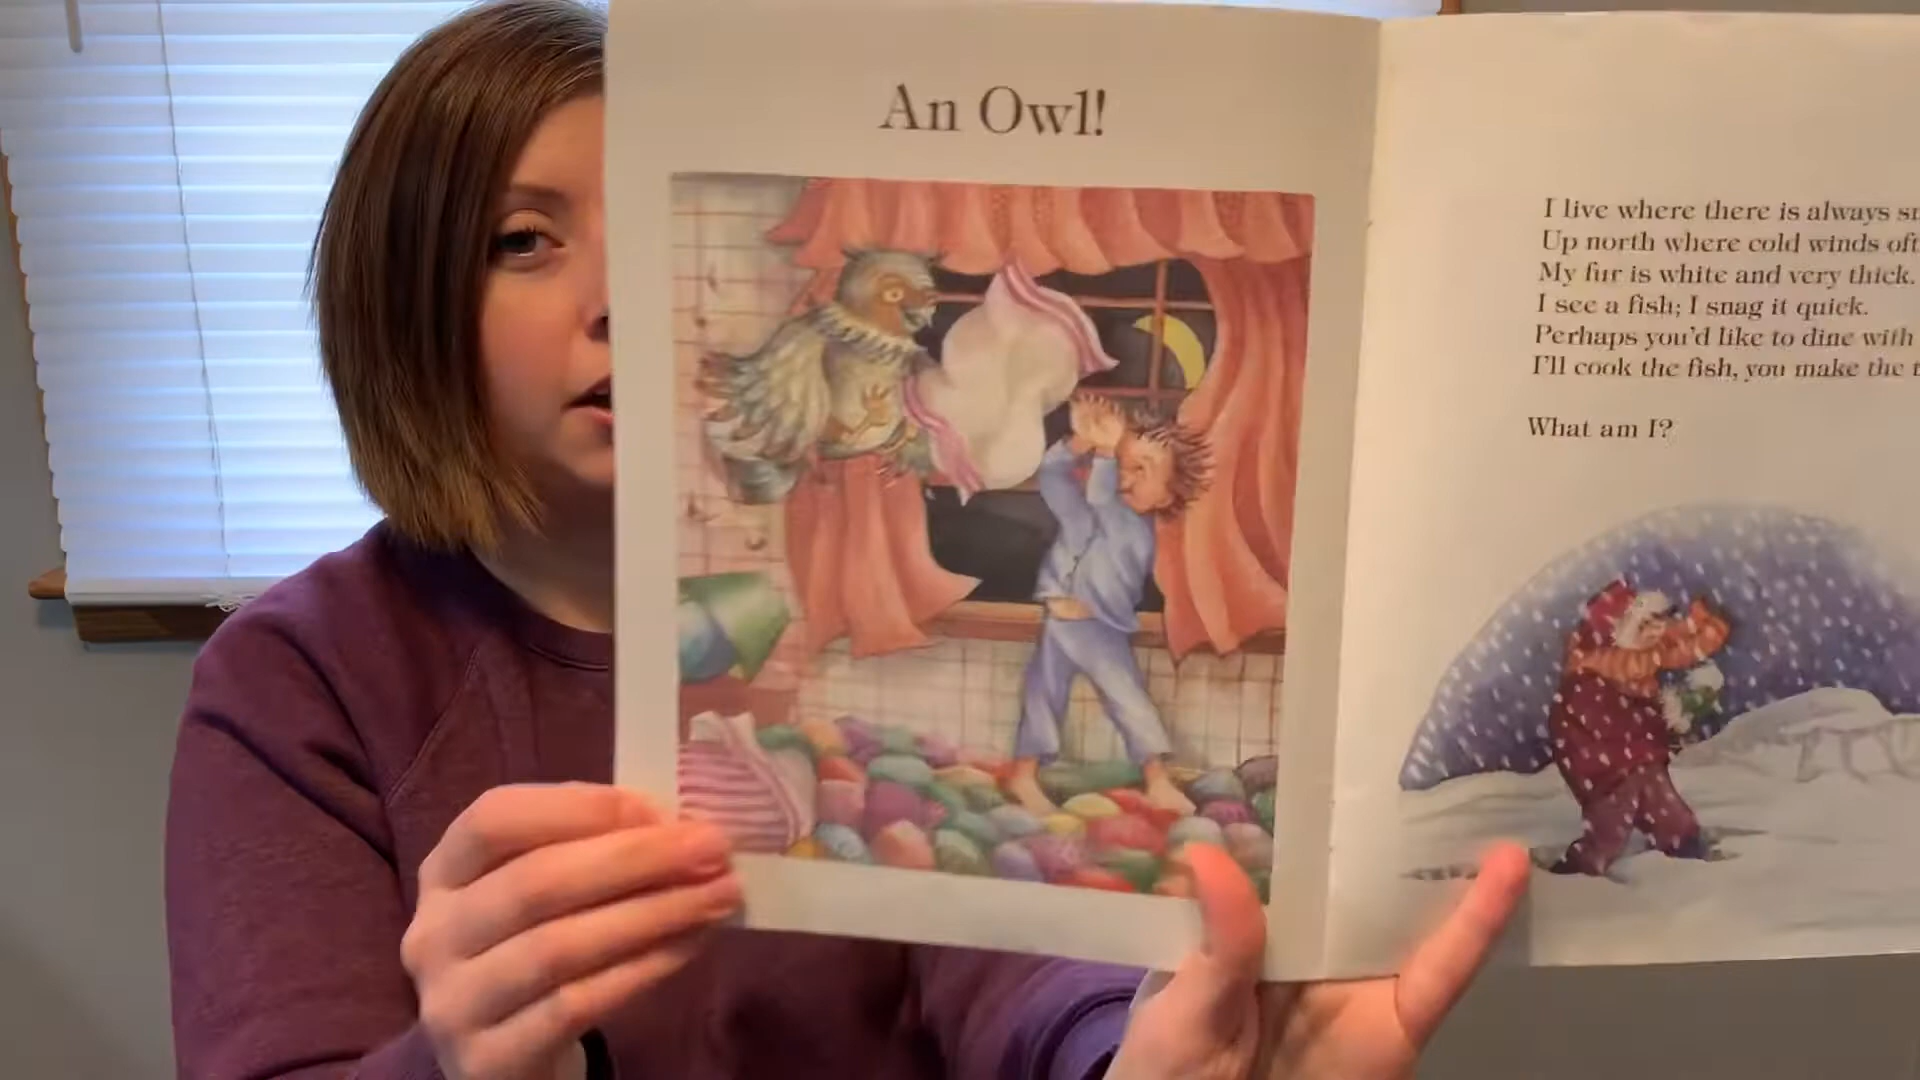 An Owl!
I live where there is always
Up north where cold winds
My fur is white and very thick.
I see a fish; I snag it quick.
Perhaps you'd like to dine with
I'll cook the fish, you make the
What am I?